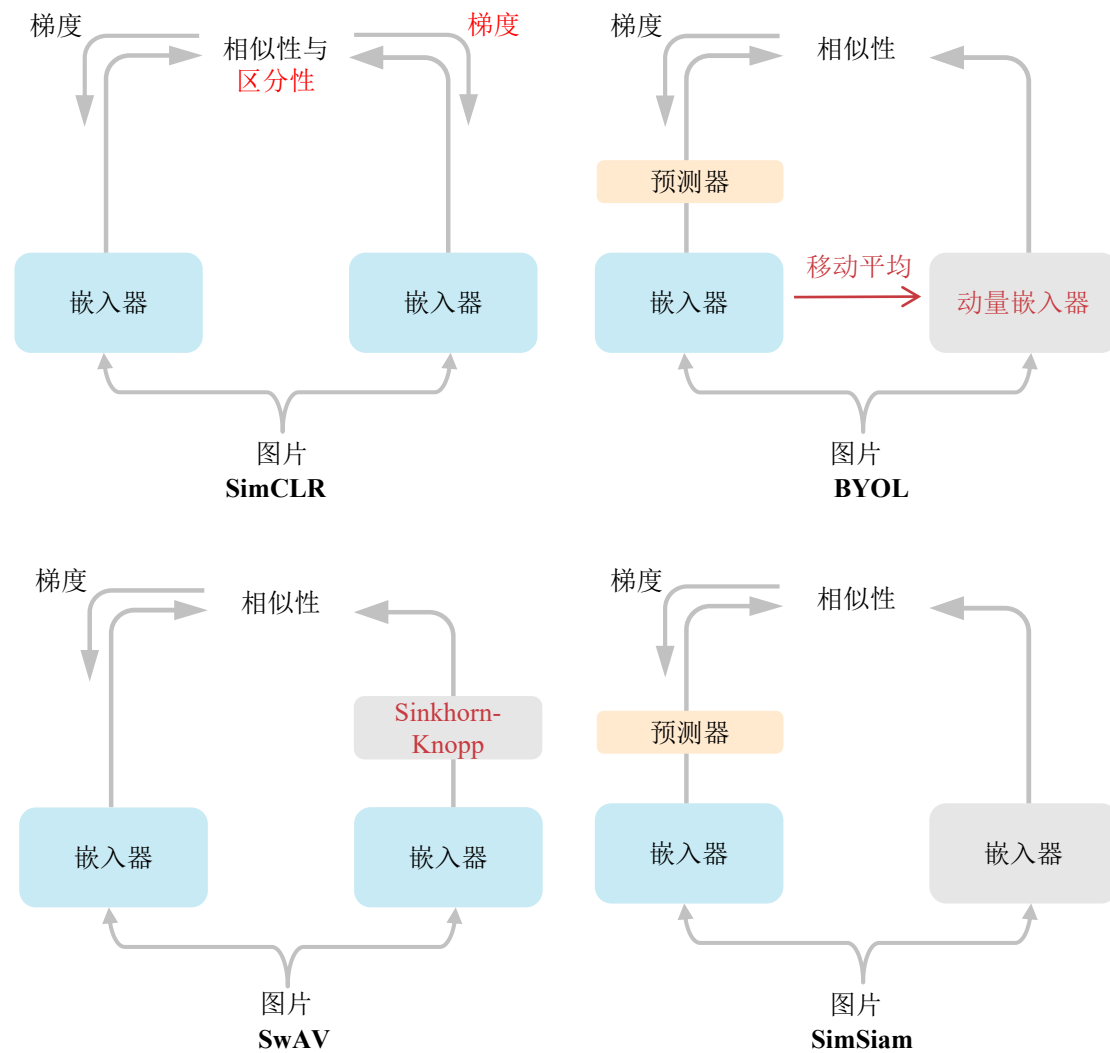 梯度
梯度
相似性与
区分性
嵌入器
嵌入器
图片
SimCLR
梯度
相似性
预测器
移动平均
嵌入器
动量嵌入器
图片
BYOL
梯度
相似性
Sinkhorn-
Knopp
嵌入器
嵌入器
图片
SwAV
梯度
相似性
预测器
嵌入器
嵌入器
图片
SimSiam